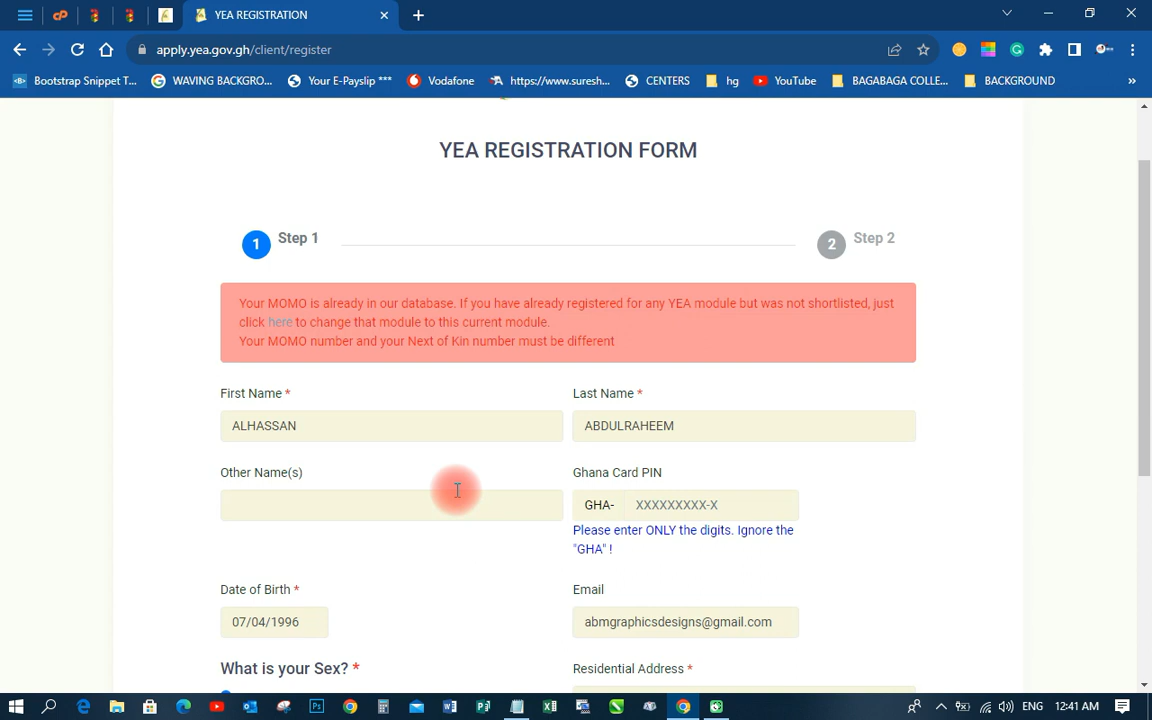 YEA REGISTRATION
apply.yea.gov.gh/client/register
Bootstrap Snippet T...
WAVING BACKGRO...
Your E-Payslip ***
Vodafone
https://www.suresh...
CENTERS
hg
YouTube
BAGABAGA COLLE...
BACKGROUND
»
YEA REGISTRATION FORM
1 Step 1
2 Step 2
Your MOMO is already in our database. If you have already registered for any YEA module but was not shortlisted, just
click here to change that module to this current module.
Your MOMO number and your Next of Kin number must be different
First Name * Last Name *
ALHASSAN ABDULRAHEEM
Other Name(s) Ghana Card PIN
GHA- XXXXXXXXX-X
Please enter ONLY the digits. Ignore the
"GHA" !
Date of Birth * Email
07/04/1996 abmgraphicsdesigns@gmail.com
What is your Sex? * Residential Address *
ENG 12:41 AM